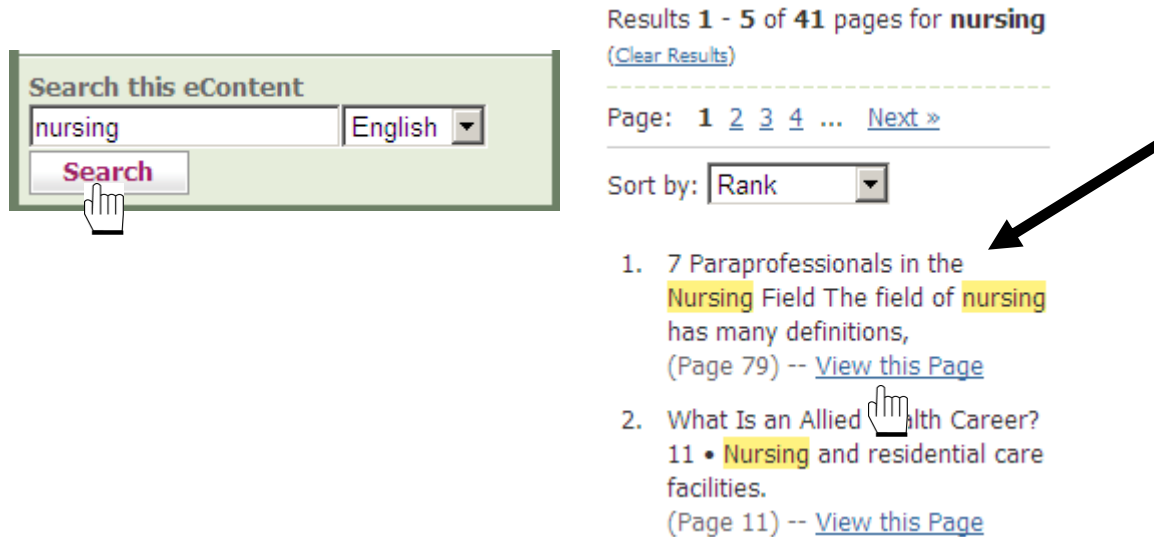 Search this eContent
nursing English
Search
Results 1 - 5 of 41 pages for nursing
(Clear Results)
Page: 1 2 3 4 ... Next »
Sort by: Rank
1. 7 Paraprofessionals in the
Nursing Field The field of nursing
has many definitions,
(Page 79) -- View this Page
2. What Is an Allied Health Career?
11 • Nursing and residential care
facilities.
(Page 11) -- View this Page